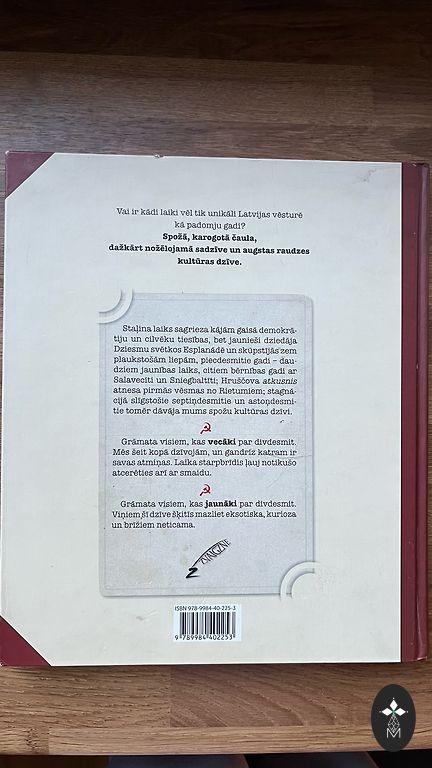 Vai ir kādi laiki vēl tik unikāli Latvijas vēsturē
kā padomju gadi?
Spožā, karogotā čaula,
dažkārt nožēlojamā sadzīve un augstas raudzes
kultūras dzīve.
Staļina laiks sagrieza kājām gaisā demokrā-
tiju un cilvēku tiesības, bet jaunieši dziedāja
Dziesmu svētkos Esplanādē un skūpstījās zem
plaukstošām liepām, piecdesmitie gadi – dau-
dziem jaunības laiks, citiem bērnības gadi ar
Salaveci̇ti un Sniegbaltīti; Hruščova atkusnis
atnesa pirmās vēsmas no Rietumiem; stagnā-
cijā slīgstošie septiņdesmitie un astoņdesmi-
tie tomēr dāvāja mums spožu kultūras dzīvi.
Grāmata visiem, kas vecāki par divdesmit.
Mēs šeit kopā dzīvojām, un gandrīz katram ir
savas atmiņas. Laika starpbrīdis ļauj notikušo
atcerēties arī ar smaidu.
Grāmata visiem, kas jaunāki par divdesmit.
Viņiem šī dzīve šķitīs mazliet eksotiska, kurioza
un brīžiem neticama.
ZVAIGZNE
ISBN 978-9984-40-225-3
9 789984 402253
M